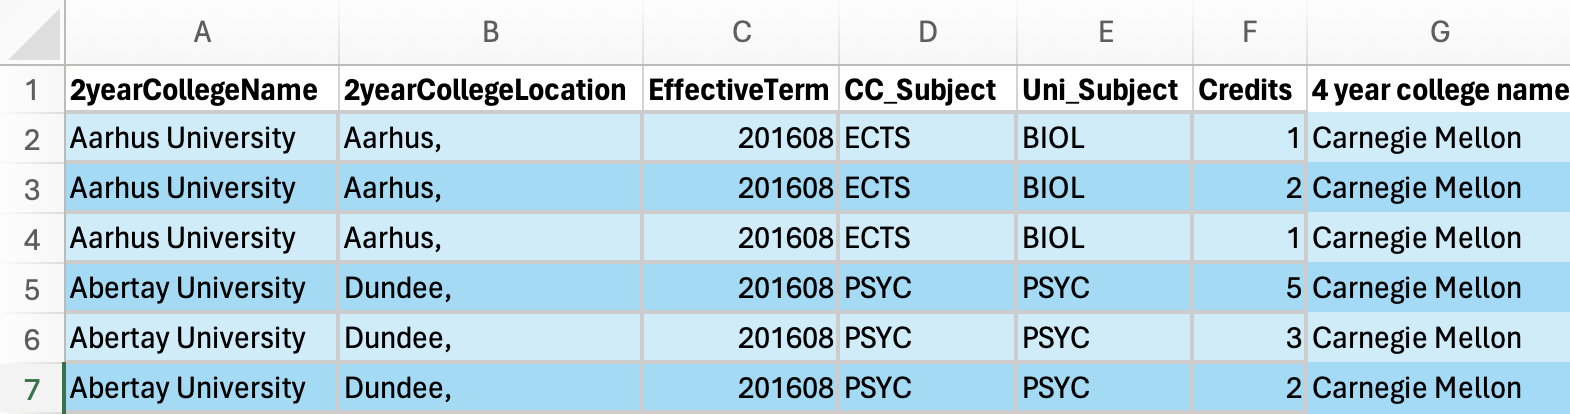 A B C D E F G
1 2yearCollegeName 2yearCollegeLocation EffectiveTerm CC_Subject Uni_Subject Credits 4 year college name
2 Aarhus University Aarhus, 201608 ECTS BIOL 1 Carnegie Mellon
3 Aarhus University Aarhus, 201608 ECTS BIOL 2 Carnegie Mellon
4 Aarhus University Aarhus, 201608 ECTS BIOL 1 Carnegie Mellon
5 Abertay University Dundee, 201608 PSYC PSYC 5 Carnegie Mellon
6 Abertay University Dundee, 201608 PSYC PSYC 3 Carnegie Mellon
7 Abertay University Dundee, 201608 PSYC PSYC 2 Carnegie Mellon